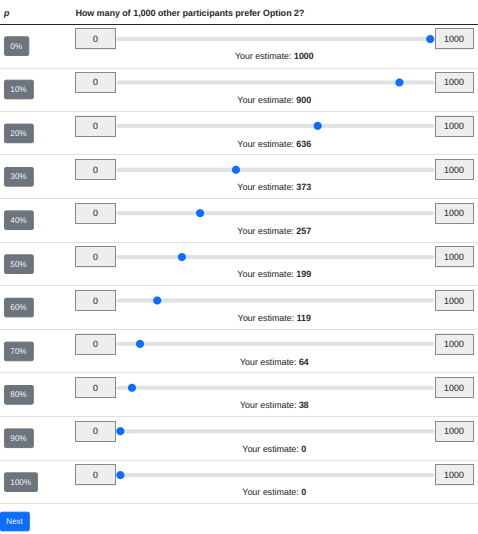 p How many of 1,000 other participants prefer Option 2?
0% 0 1000
Your estimate: 1000
10% 0 1000
Your estimate: 900
20% 0 1000
Your estimate: 636
30% 0 1000
Your estimate: 373
40% 0 1000
Your estimate: 257
50% 0 1000
Your estimate: 199
60% 0 1000
Your estimate: 119
70% 0 1000
Your estimate: 64
80% 0 1000
Your estimate: 38
90% 0 1000
Your estimate: 0
100% 0 1000
Your estimate: 0
Next